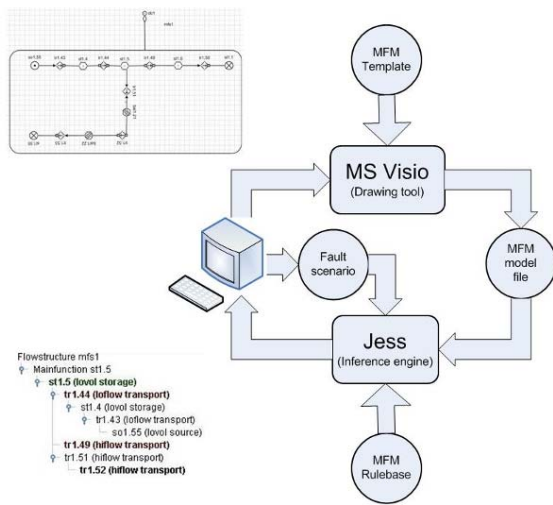 mfs1
MFM
Template
MS Visio
(Drawing tool)
Fault
scenario
MFM
model
file
Jess
(Inference engine)
MFM
Rulebase
Flowstructure mfs1
Mainfunction st1.5
st1.5 (lovol storage)
tr1.44 (loflow transport)
st1.4 (lovol storage)
tr1.43 (loflow transport)
so1.55 (lovol source)
tr1.49 (hiflow transport)
tr1.51 (hiflow transport)
tr1.52 (hiflow transport)